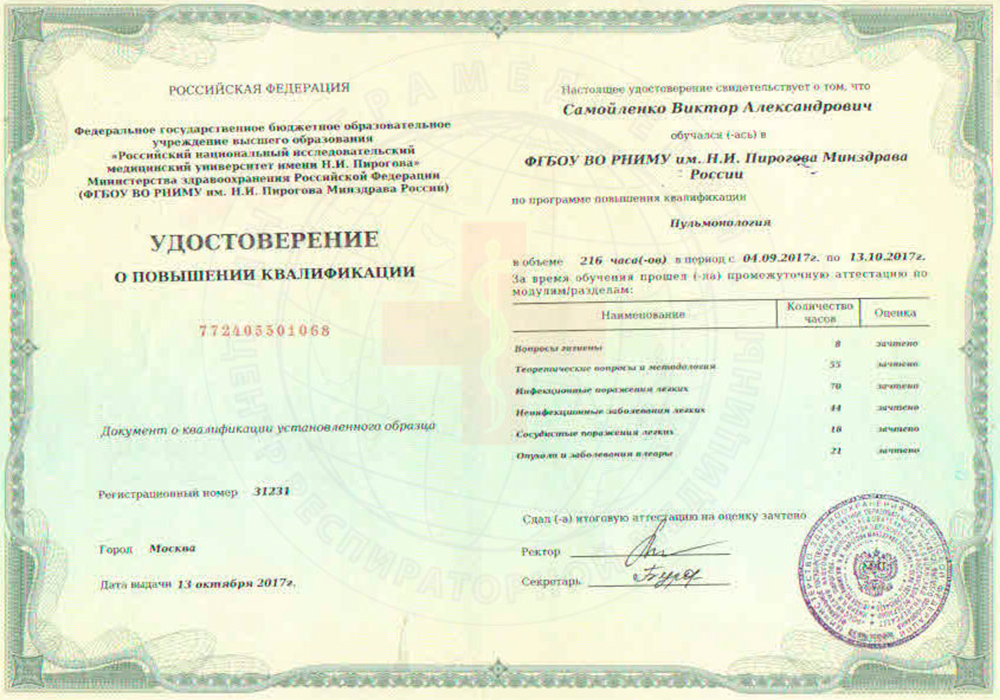 РОССИЙСКАЯ ФЕДЕРАЦИЯ
Федеральное государственное бюджетное образовательное
учреждение высшего образования
«Российский национальный исследовательский
медицинский университет имени Н.И. Пирогова»
Министерства здравоохранения Российской Федерации
(ФГБОУ ВО РНИМУ им. Н.И. Пирогова Минздрава России)
УДОСТОВЕРЕНИЕ
О ПОВЫШЕНИИ КВАЛИФИКАЦИИ
772405501068
Документ о квалификации установленного образца
Регистрационный номер 31231
Город Москва
Дата выдачи 13 октября 2017г.
Настоящее удостоверение свидетельствует о том, что
Самойленко Виктор Александрович
обучался (-ась) в
ФГБОУ ВО РНИМУ им. Н.И. Пирогова Минздрава
России
по программе повышения квалификации
Пульмонология
в объеме 216 часа(-ов) в период с 04.09.2017г. по 13.10.2017г.
За время обучения прошел (-ла) промежуточную аттестацию по
модулям/разделам:
Наименование Количество часов Оценка
Вопросы гигиены 8 зачтено
Теоретические вопросы и методология 55 зачтено
Инфекционные поражения легких 70 зачтено
Неинфекционные заболевания легких 44 зачтено
Сосудистые поражения легких 18 зачтено
Опухоли и заболевания плевры 21 зачтено
Сдал (-а) итоговую аттестацию на оценку зачтено
Ректор
Секретарь